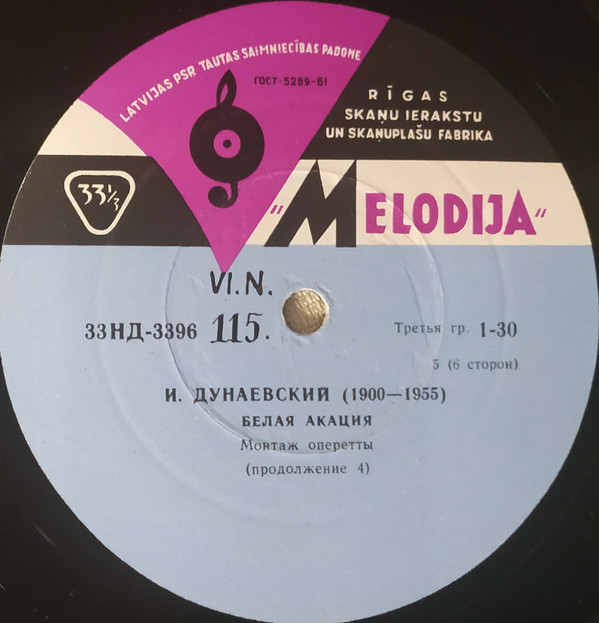 LATVIJAS PSR TAUTAS SAIMNIECĪBAS PADOME
ГОСТ-5289-61
RĪGAS
SKAŅU IERAKSTU
UN SKAŅUPLAŠU FABRIKA
33⅓
"MELODIJA"
VI.N.
33НД-3396 115.
Третья гр. 1-30
5 (6 сторон)
И. ДУНАЕВСКИЙ (1900—1955)
БЕЛАЯ АКАЦИЯ
Монтаж оперетты
(продолжение 4)